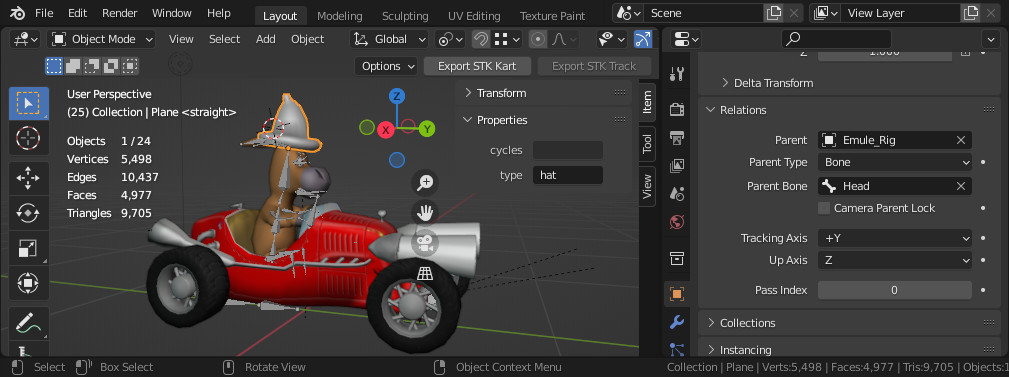 File Edit Render Window Help Layout Modeling Sculpting UV Editing Texture Paint Scene View Layer
Object Mode View Select Add Object Global
Options Export STK Kart Export STK Track
User Perspective
(25) Collection | Plane <straight>
Objects 1 / 24
Vertices 5,498
Edges 10,437
Faces 4,977
Triangles 9,705
Z
X
Y
Transform
Properties
cycles
type hat
Item
Tool
View
Delta Transform
Relations
Parent Emule_Rig
Parent Type Bone
Parent Bone Head
Camera Parent Lock
Tracking Axis +Y
Up Axis Z
Pass Index 0
Collections
Instancing
Select Box Select Rotate View Object Context Menu Collection | Plane | Verts:5,498 | Faces:4,977 | Tris:9,705 | Objects:1